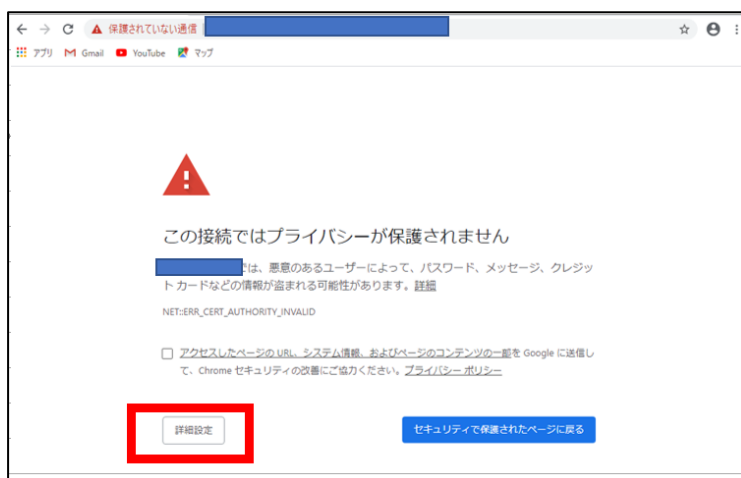 保護されていない通信
アプリ Gmail YouTube マップ
この接続ではプライバシーが保護されません
では、悪意のあるユーザーによって、パスワード、メッセージ、クレジッ
ト カードなどの情報が盗まれる可能性があります。詳細
NET::ERR_CERT_AUTHORITY_INVALID
アクセスしたページの URL、システム情報、およびページのコンテンツの一部を Google に送信し
て、Chrome セキュリティの改善にご協力ください。プライバシー ポリシー
詳細設定 セキュリティで保護されたページに戻る